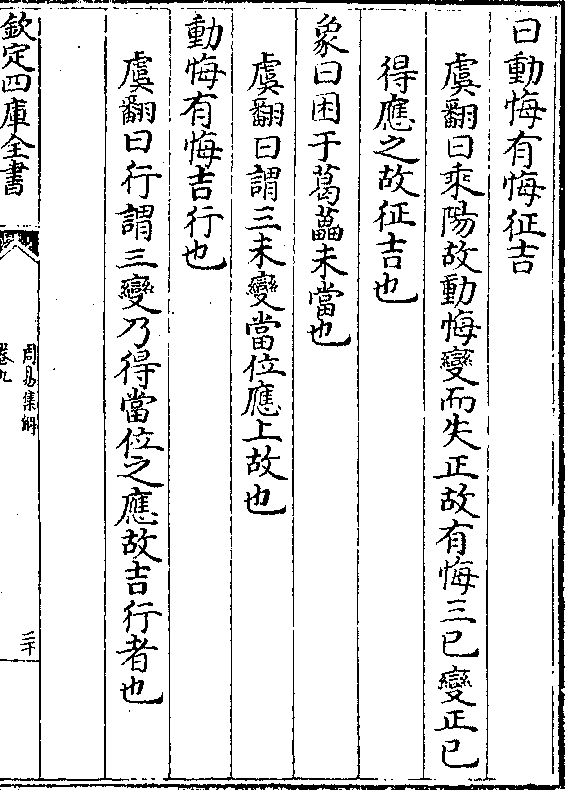 曰動悔有悔征吉
虞翻曰乘陽故動悔變而失正故有悔三已變正已
得應之故征吉也
象曰困于葛藟未當也
虞翻曰謂三未變當位應上故也
動悔有悔吉行也
虞翻曰行謂三變乃得當位之應故吉行者也
欽定四庫全書
周易集解
卷九
三十